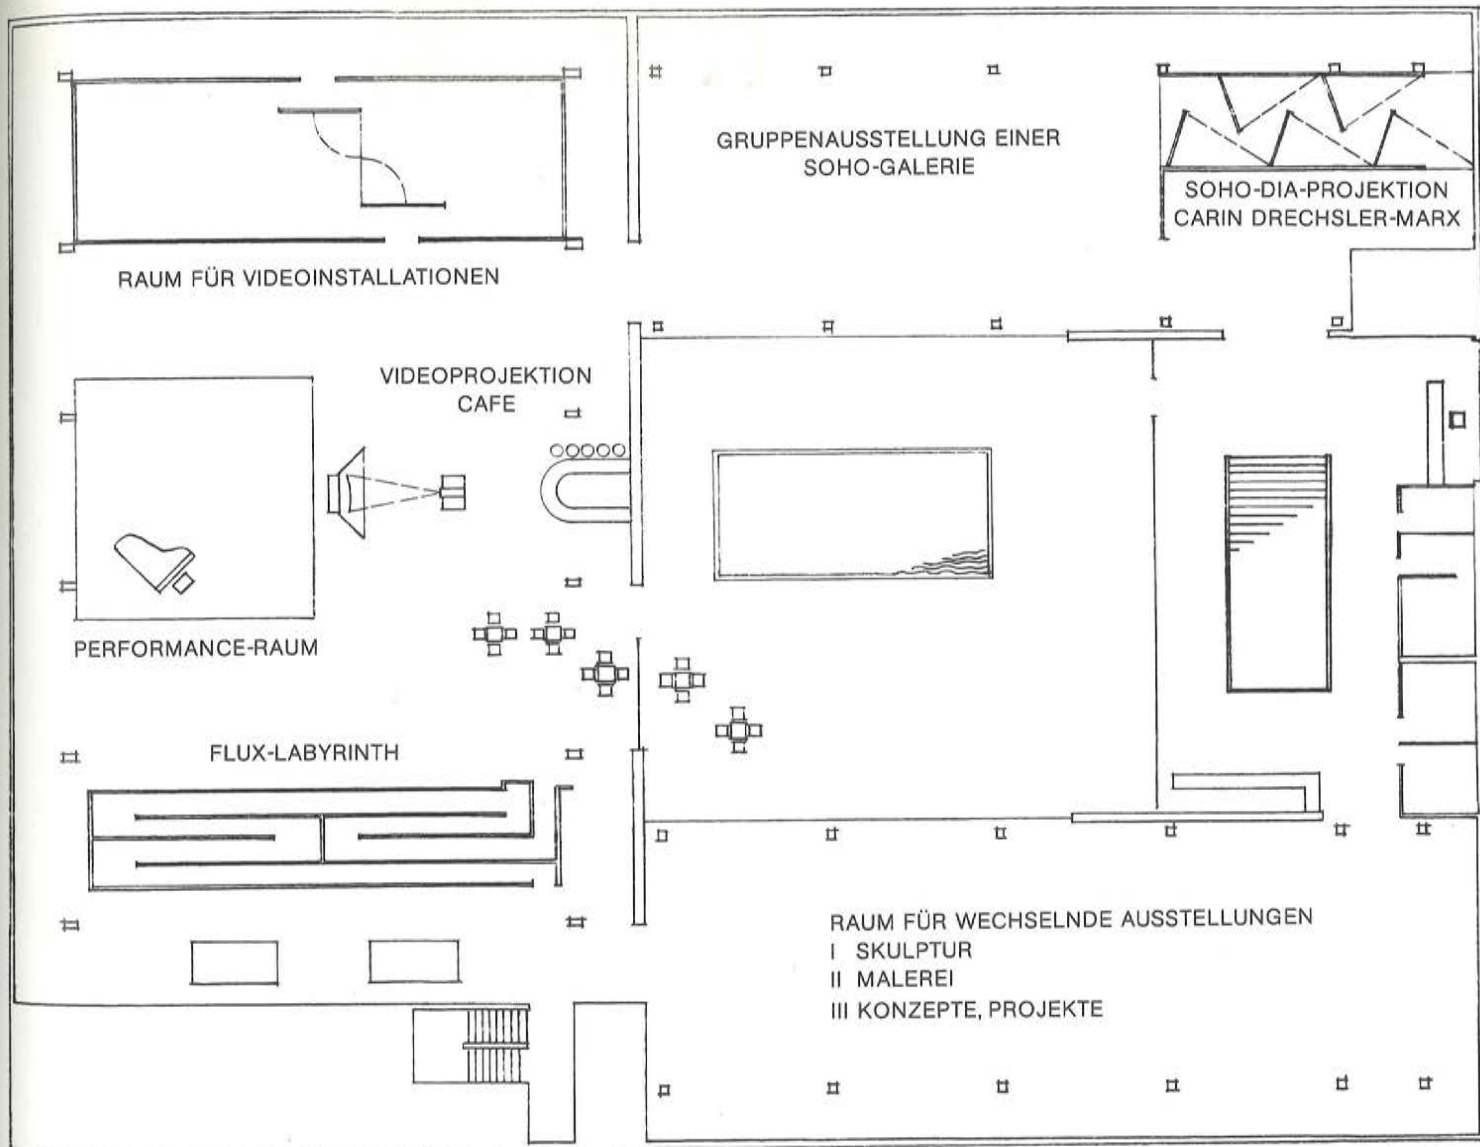 GRUPPENAUSSTELLUNG EINER
SOHO-GALERIE
SOHO-DIA-PROJEKTION
CARIN DRECHSLER-MARX
RAUM FÜR VIDEOINSTALLATIONEN
VIDEOPROJEKTION
CAFE
PERFORMANCE-RAUM
FLUX-LABYRINTH
RAUM FÜR WECHSELNDE AUSSTELLUNGEN
I SKULPTUR
II MALEREI
III KONZEPTE, PROJEKTE